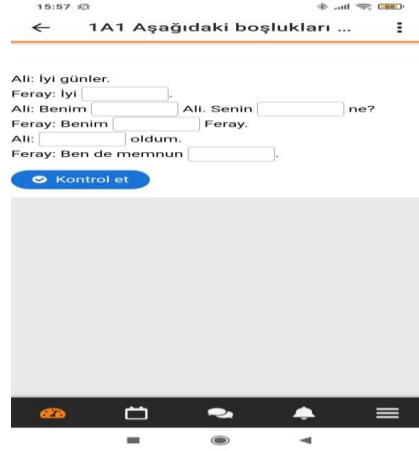 15:57
1A1 Aşağıdaki boşlukları ...
Ali: İyi günler.
Feray: İyi .
Ali: Benim Ali. Senin ne?
Feray: Benim Feray.
Ali: oldum.
Feray: Ben de memnun .
Kontrol et